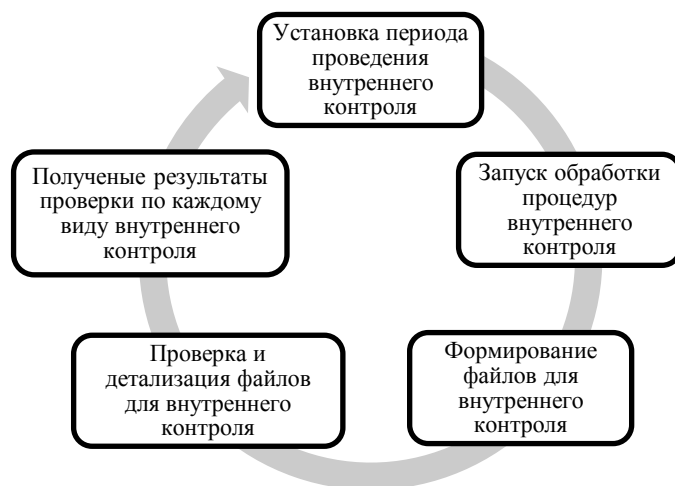 Установка периода
проведения
внутреннего
контроля
Запуск обработки
процедур
внутреннего
контроля
Формирование
файлов для
внутреннего
контроля
Проверка и
детализация файлов
для внутреннего
контроля
Полученые результаты
проверки по каждому
виду внутреннего
контроля